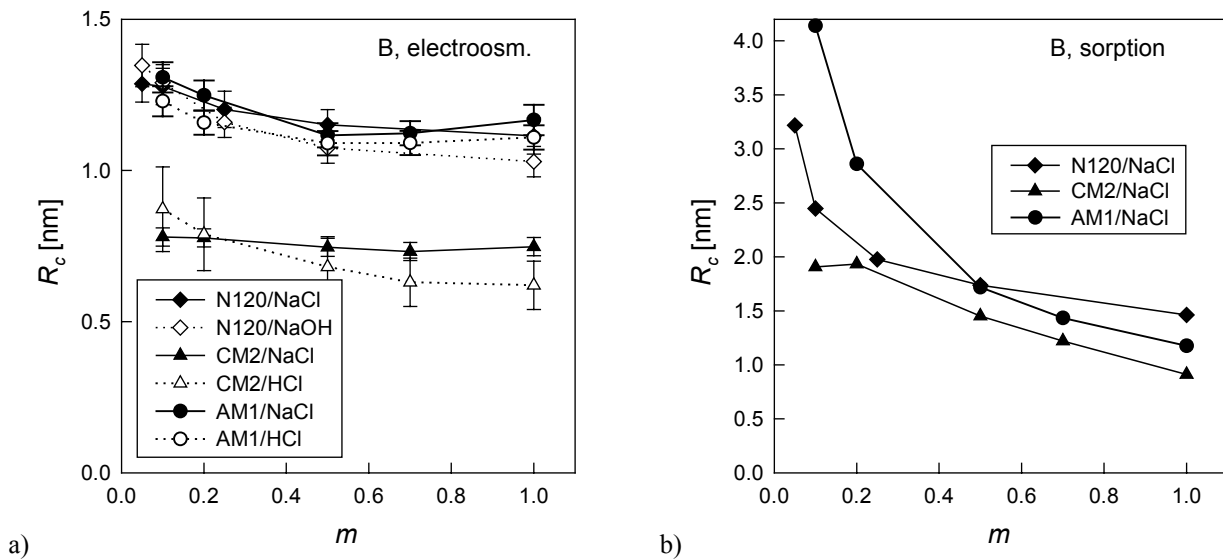 1.5
1.0
0.5
0.0
R_c [nm]
B, electroosm.
N120/NaCl
N120/NaOH
CM2/NaCl
CM2/HCl
AM1/NaCl
AM1/HCl
0.0 0.2 0.4 0.6 0.8 1.0
m
a)
4.0
3.5
3.0
2.5
2.0
1.5
1.0
0.5
0.0
R_c [nm]
B, sorption
N120/NaCl
CM2/NaCl
AM1/NaCl
0.0 0.2 0.4 0.6 0.8 1.0
m
b)